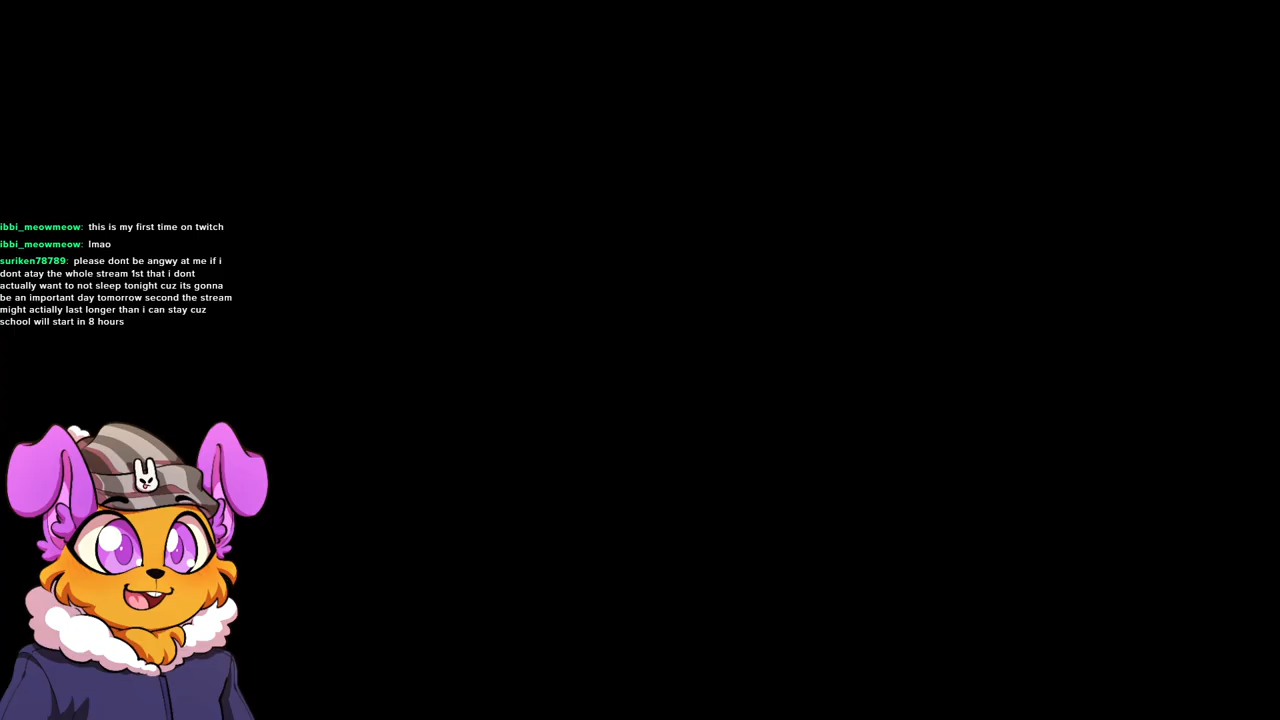 ibbi_meowmeow: this is my first time on twitch
ibbi_meowmeow: lmao
suriken78789: please dont be angwy at me if i
dont atay the whole stream 1st that i dont
actually want to not sleep tonight cuz its gonna
be an important day tomorrow second the stream
might actially last longer than i can stay cuz
school will start in 8 hours